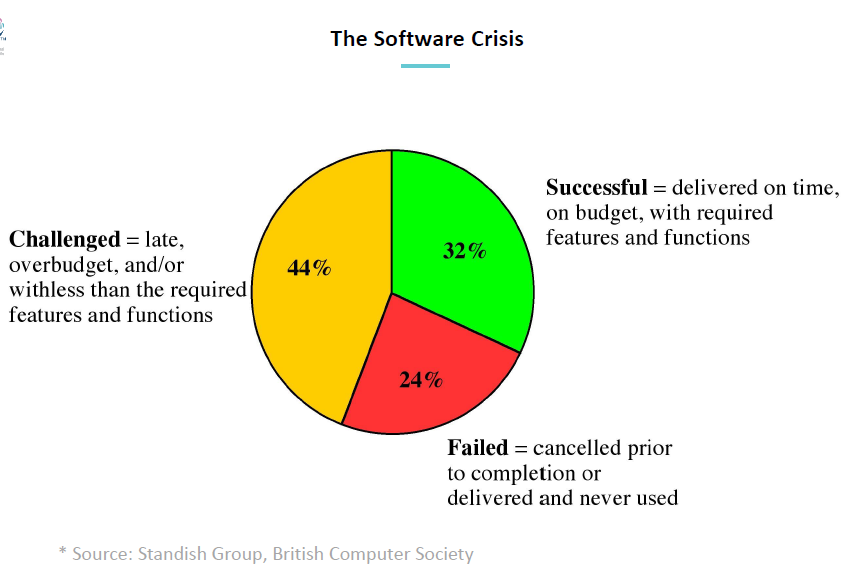 The Software Crisis
Successful = delivered on time,
on budget, with required
features and functions
Challenged = late,
overbudget, and/or
withless than the required
features and functions
44%
32%
24%
Failed = cancelled prior
to completion or
delivered and never used
* Source: Standish Group, British Computer Society